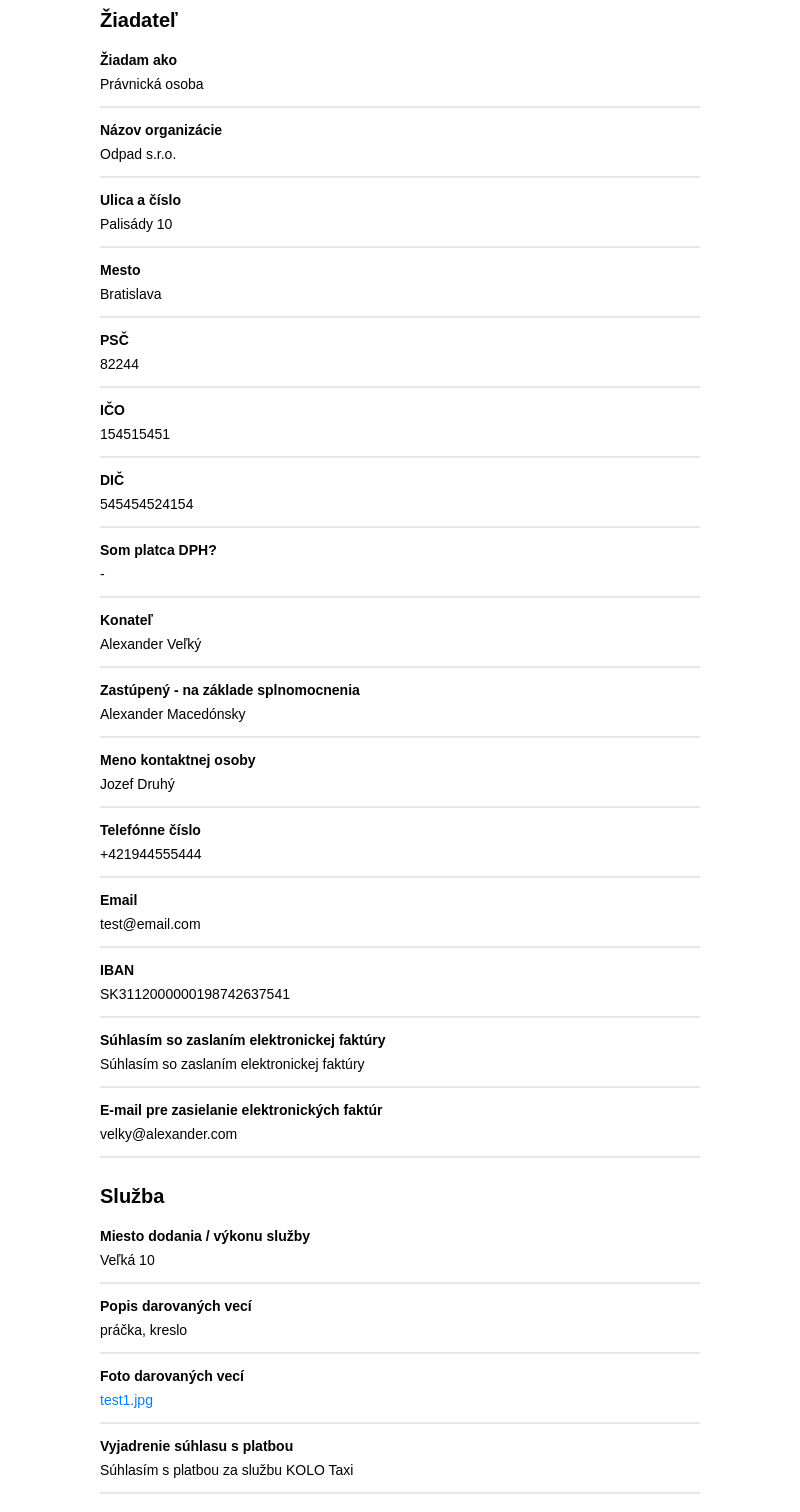 Žiadateľ
Žiadam ako
Právnická osoba
Názov organizácie
Odpad s.r.o.
Ulica a číslo
Palisády 10
Mesto
Bratislava
PSČ
82244
IČO
154515451
DIČ
545454524154
Som platca DPH?
-
Konateľ
Alexander Veľký
Zastúpený - na základe splnomocnenia
Alexander Macedónsky
Meno kontaktnej osoby
Jozef Druhý
Telefónne číslo
+421944555444
Email
test@email.com
IBAN
SK3112000000198742637541
Súhlasím so zaslaním elektronickej faktúry
Súhlasím so zaslaním elektronickej faktúry
E-mail pre zasielanie elektronických faktúr
velky@alexander.com
Služba
Miesto dodania / výkonu služby
Veľká 10
Popis darovaných vecí
práčka, kreslo
Foto darovaných vecí
test1.jpg
Vyjadrenie súhlasu s platbou
Súhlasím s platbou za službu KOLO Taxi